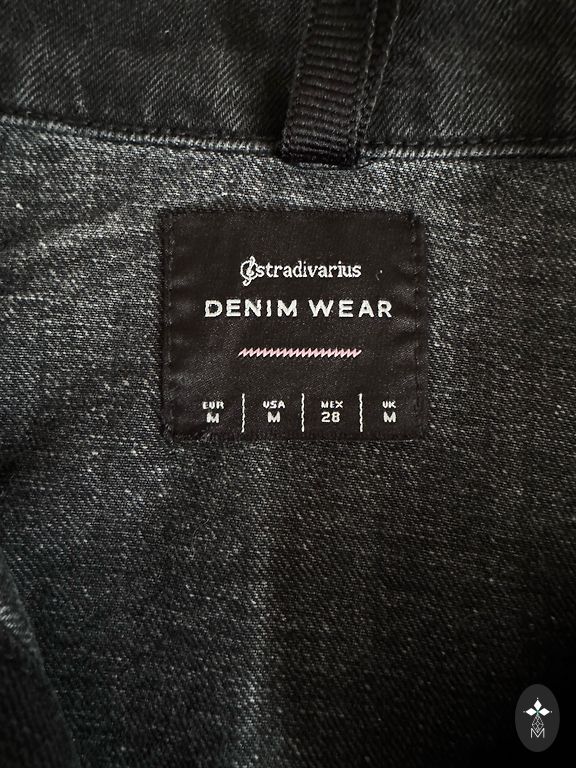 stradivarius
DENIM WEAR
EUR USA MEX UK
M M 28 M
M